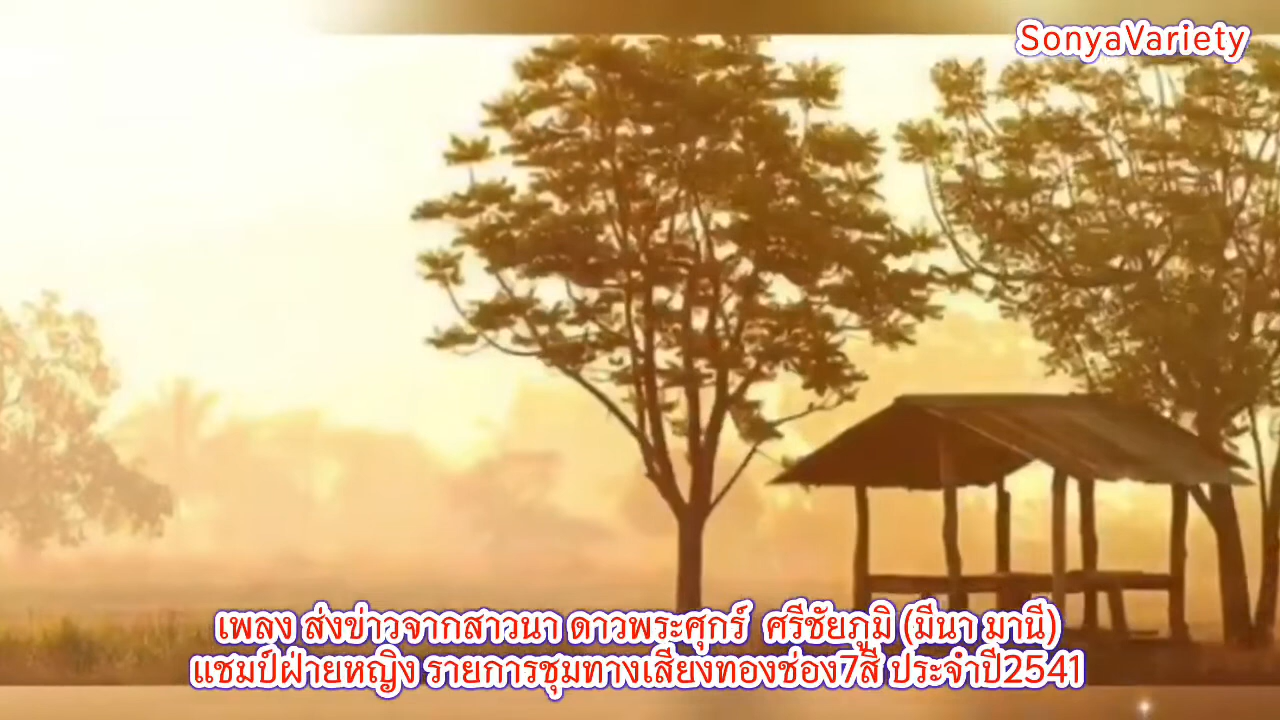 SonyaVariety
เพลง ส่งข่าวจากสาวนา ดาวพระศุกร์  ศรีชัยภูมิ (มีนา มานี)
แชมป์ฝ่ายหญิง รายการชุมทางเสียงทองช่อง7สี ประจำปี2541